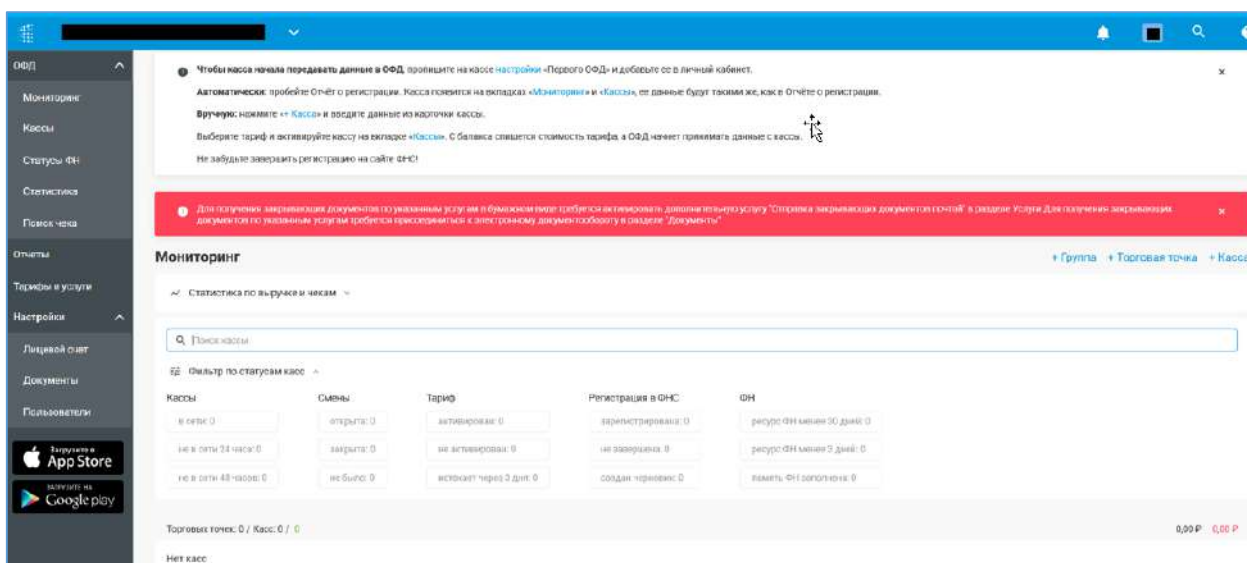 ОФД
Мониторинг
Кассы
Статусы ФН
Статистика
Поиск чека
Отчеты
Тарифы и услуги
Настройки
Лицевой счет
Документы
Пользователи
Загрузите в
App Store
ЗАГРУЗИТЕ НА
Google play
Чтобы касса начала передавать данные в ОФД, пропишите на кассе настройки «Первого ОФД» и добавьте ее в личный кабинет.
Автоматически: пробейте Отчёт о регистрации. Касса появится на вкладках «Мониторинг» и «Кассы», ее данные будут такими же, как в Отчёте о регистрации.
Вручную: нажмите «+ Касса» и введите данные из карточки кассы.
Выберите тариф и активируйте кассу на вкладке «Кассы». С баланса спишется стоимость тарифа, а ОФД начнет принимать данные с кассы.
Не забудьте завершить регистрацию на сайте ФНС!
Для получения закрывающих документов по указанным услугам в бумажном виде требуется активировать дополнительную услугу "Отправка закрывающих документов почтой" в разделе Услуги Для получения закрывающих
документов по указанным услугам требуется присоединиться к электронному документообороту в разделе "Документы"
Мониторинг + Группа + Торговая точка + Касса
Статистика по выручке и чекам
Поиск кассы
Фильтр по статусам касс
Кассы Смены Тариф Регистрация в ФНС ФН
в сети: 0 открыта: 0 активирован: 0 зарегистрирована: 0 ресурс ФН менее 30 дней: 0
не в сети 24 часа: 0 закрыта: 0 не активирован: 0 не завершена: 0 ресурс ФН менее 3 дней: 0
не в сети 48 часов: 0 не было: 0 истекает через 3 дня: 0 создан черновик: 0 память ФН заполнена: 0
Торговых точек: 0 / Касс: 0 / 0 0,00 ₽ 0,00 ₽
Нет касс